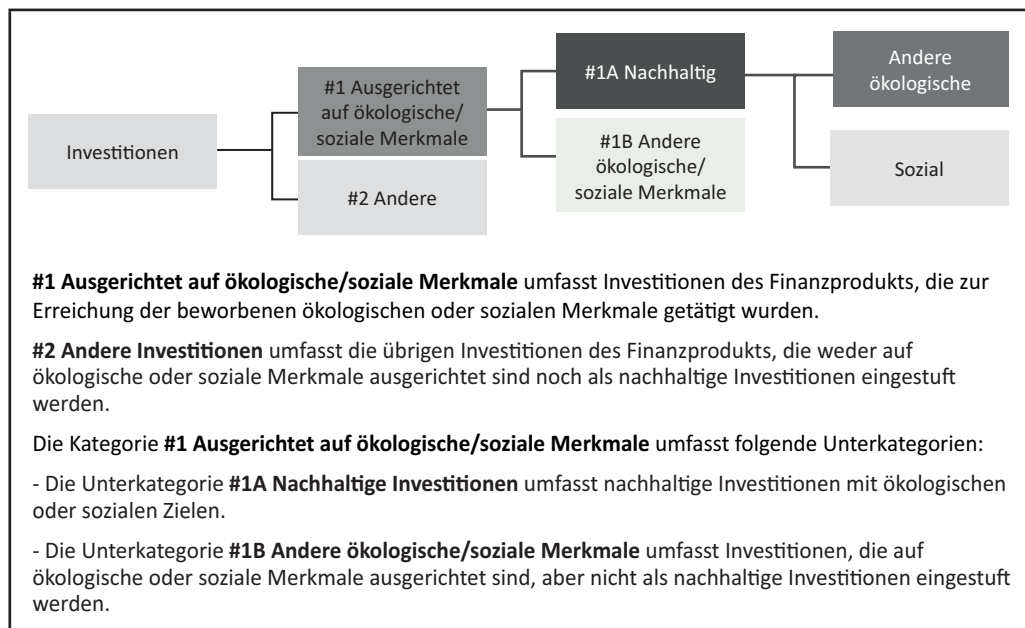 Investitionen
#1 Ausgerichtet
auf ökologische/
soziale Merkmale
#2 Andere
#1A Nachhaltig
#1B Andere
ökologische/
soziale Merkmale
Andere
ökologische
Sozial
#1 Ausgerichtet auf ökologische/soziale Merkmale umfasst Investitionen des Finanzprodukts, die zur
Erreichung der beworbenen ökologischen oder sozialen Merkmale getätigt wurden.
#2 Andere Investitionen umfasst die übrigen Investitionen des Finanzprodukts, die weder auf
ökologische oder soziale Merkmale ausgerichtet sind noch als nachhaltige Investitionen eingestuft
werden.
Die Kategorie #1 Ausgerichtet auf ökologische/soziale Merkmale umfasst folgende Unterkategorien:
- Die Unterkategorie #1A Nachhaltige Investitionen umfasst nachhaltige Investitionen mit ökologischen
oder sozialen Zielen.
- Die Unterkategorie #1B Andere ökologische/soziale Merkmale umfasst Investitionen, die auf
ökologische oder soziale Merkmale ausgerichtet sind, aber nicht als nachhaltige Investitionen eingestuft
werden.